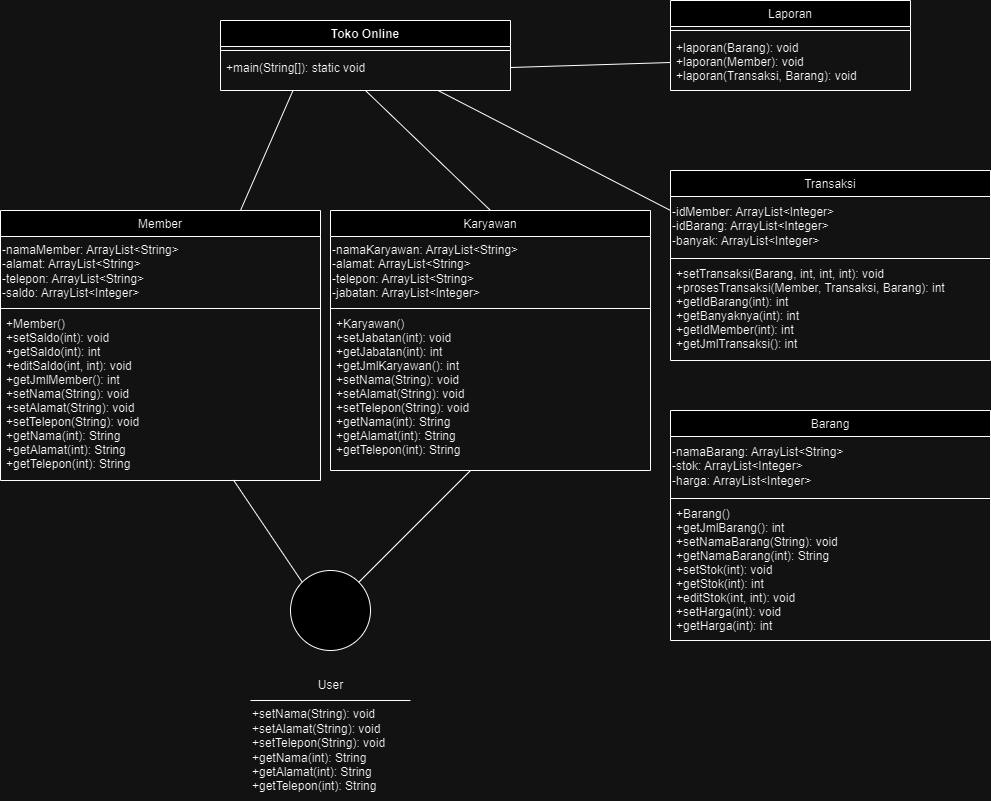 Toko Online
+main(String[]): static void
Laporan
+laporan(Barang): void
+laporan(Member): void
+laporan(Transaksi, Barang): void
Member
-namaMember: ArrayList<String>
-alamat: ArrayList<String>
-telepon: ArrayList<String>
-saldo: ArrayList<Integer>
+Member()
+setSaldo(int): void
+getSaldo(int): int
+editSaldo(int, int): void
+getJmlMember(): int
+setNama(String): void
+setAlamat(String): void
+setTelepon(String): void
+getNama(int): String
+getAlamat(int): String
+getTelepon(int): String
Karyawan
-namaKaryawan: ArrayList<String>
-alamat: ArrayList<String>
-telepon: ArrayList<String>
-jabatan: ArrayList<Integer>
+Karyawan()
+setJabatan(int): void
+getJabatan(int): int
+getJmlKaryawan(): int
+setNama(String): void
+setAlamat(String): void
+setTelepon(String): void
+getNama(int): String
+getAlamat(int): String
+getTelepon(int): String
Transaksi
-idMember: ArrayList<Integer>
-idBarang: ArrayList<Integer>
-banyak: ArrayList<Integer>
+setTransaksi(Barang, int, int, int): void
+prosesTransaksi(Member, Transaksi, Barang): int
+getIdBarang(int): int
+getBanyaknya(int): int
+getIdMember(int): int
+getJmlTransaksi(): int
Barang
-namaBarang: ArrayList<String>
-stok: ArrayList<Integer>
-harga: ArrayList<Integer>
+Barang()
+getJmlBarang(): int
+setNamaBarang(String): void
+getNamaBarang(int): String
+setStok(int): void
+getStok(int): int
+editStok(int, int): void
+setHarga(int): void
+getHarga(int): int
User
+setNama(String): void
+setAlamat(String): void
+setTelepon(String): void
+getNama(int): String
+getAlamat(int): String
+getTelepon(int): String